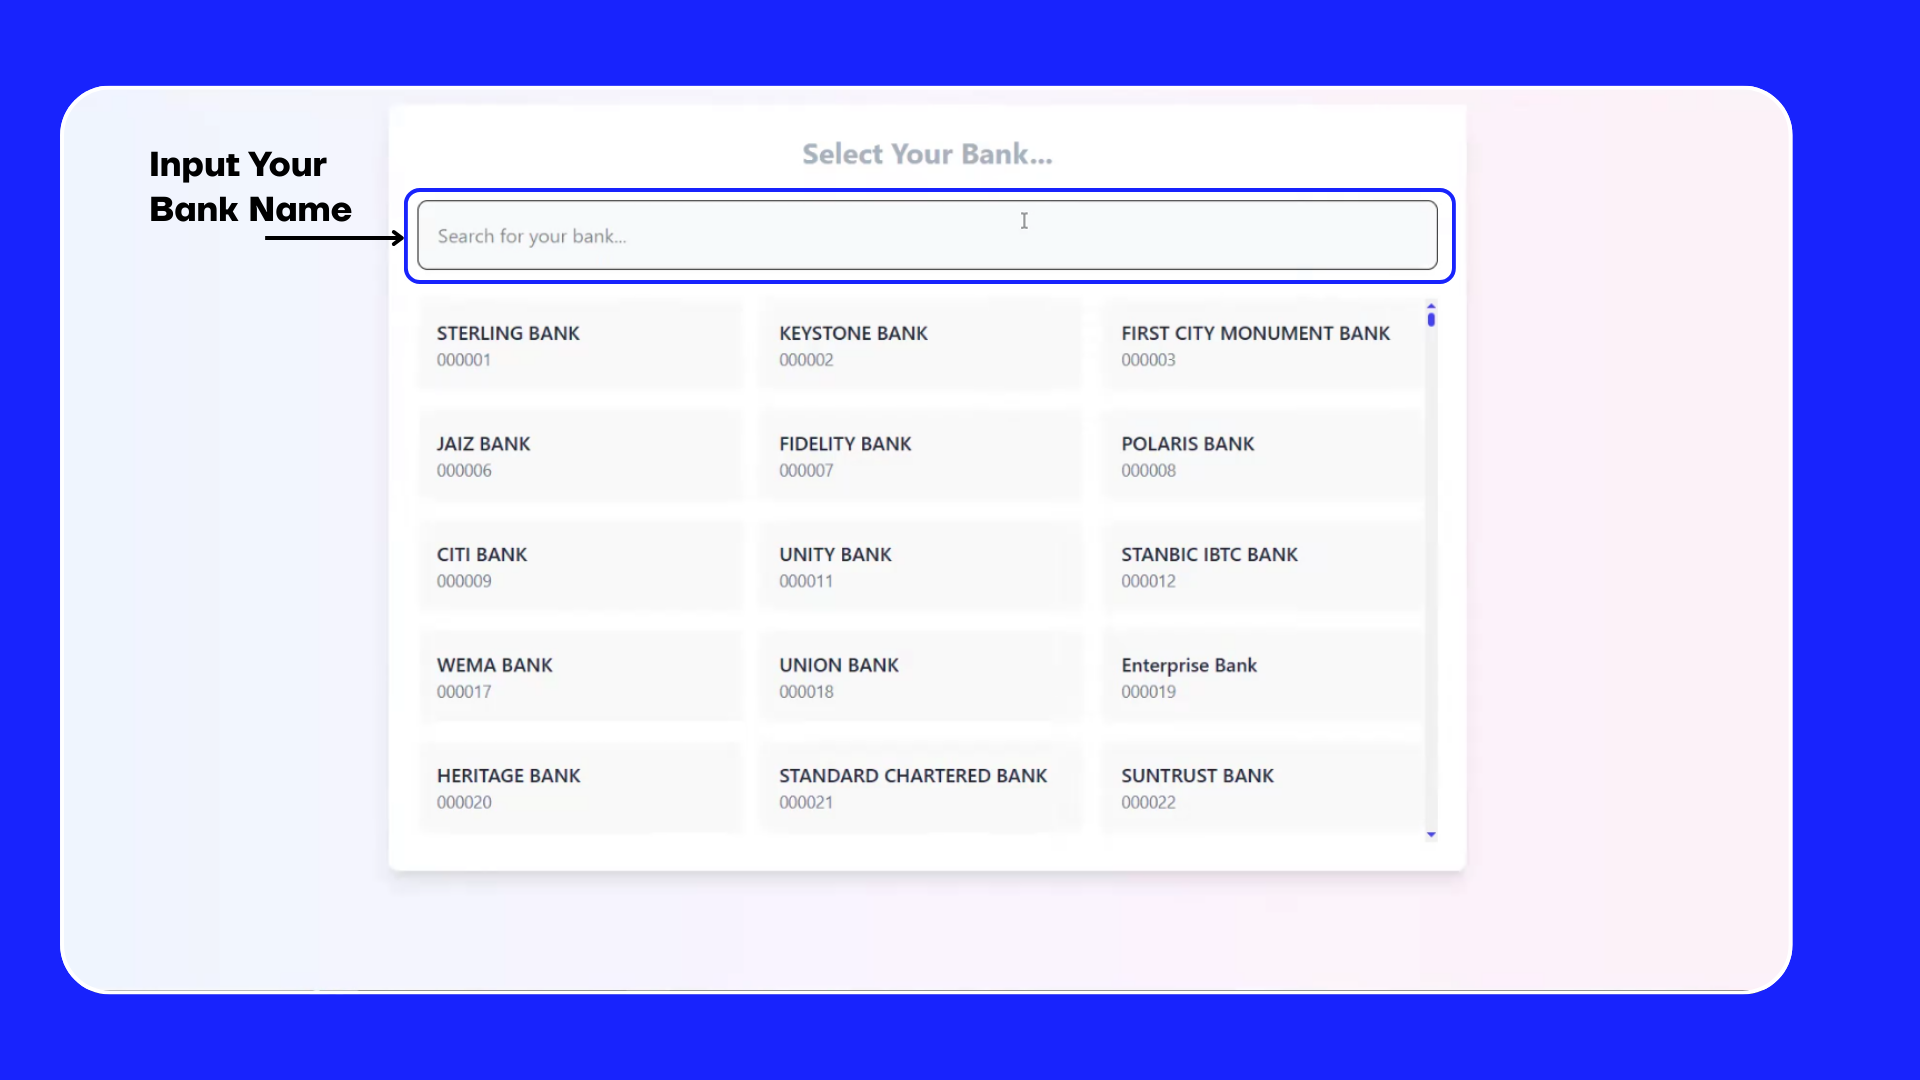 Input Your
Bank Name
Select Your Bank...
Search for your bank...
STERLING BANK
000001
KEYSTONE BANK
000002
FIRST CITY MONUMENT BANK
000003
JAIZ BANK
000006
FIDELITY BANK
000007
POLARIS BANK
000008
CITI BANK
000009
UNITY BANK
000011
STANBIC IBTC BANK
000012
WEMA BANK
000017
UNION BANK
000018
Enterprise Bank
000019
HERITAGE BANK
000020
STANDARD CHARTERED BANK
000021
SUNTRUST BANK
000022